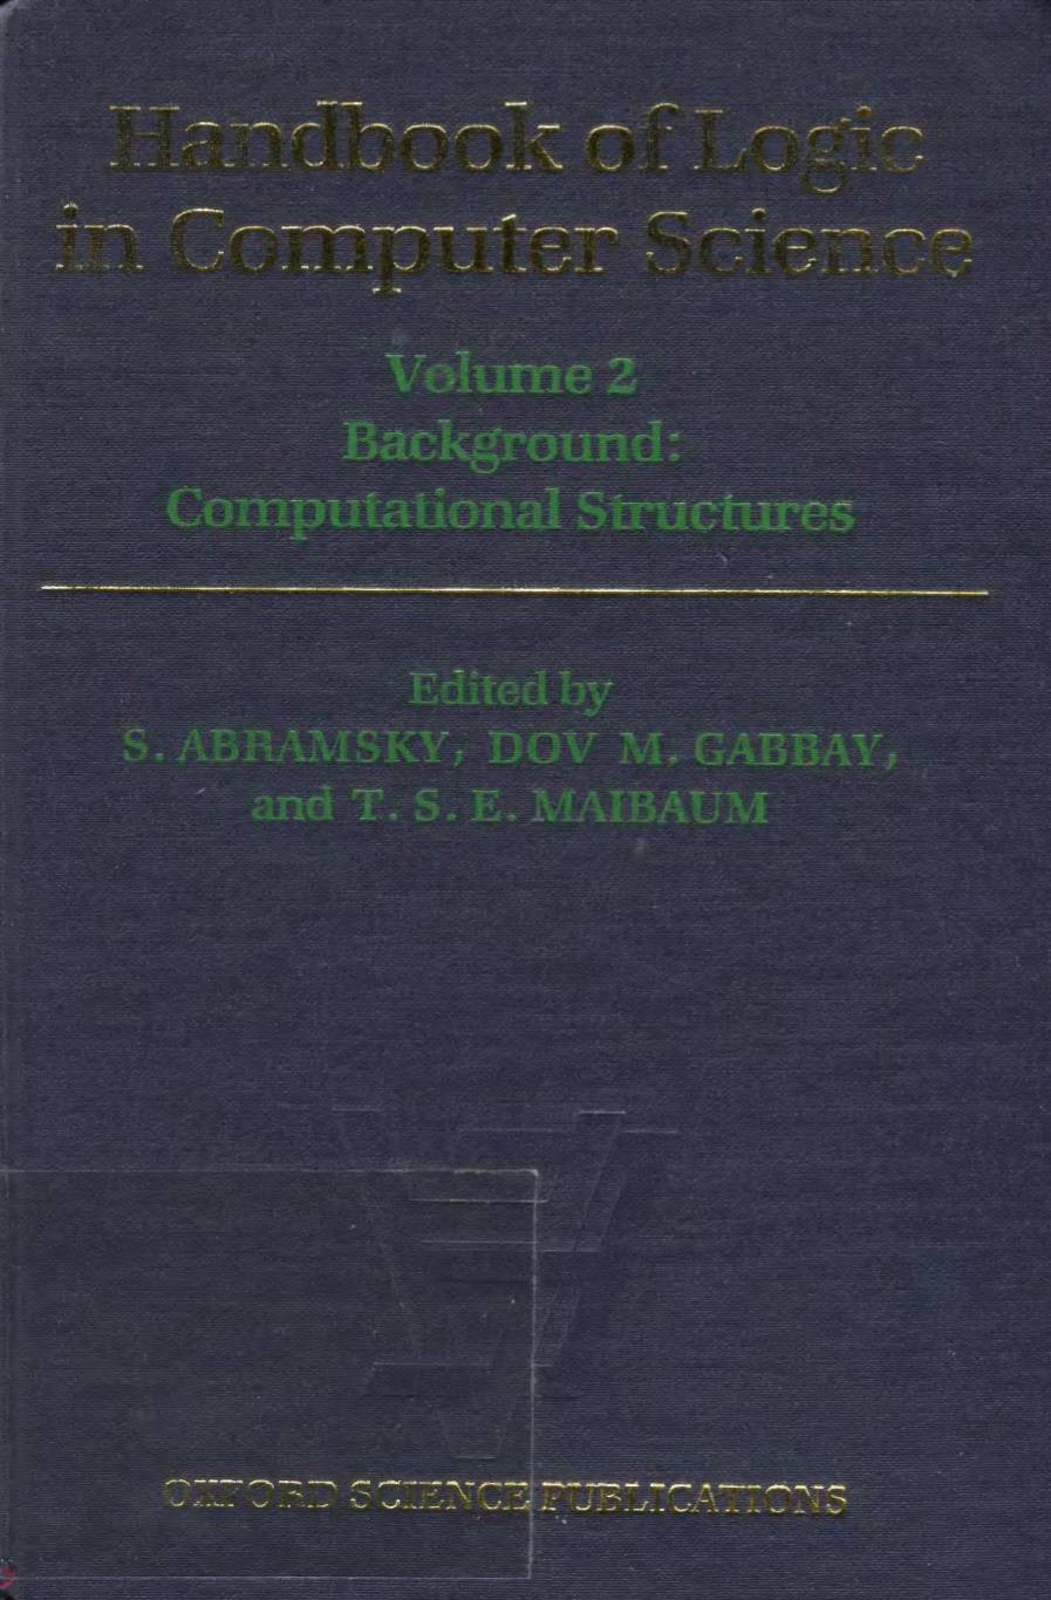 Handbook of Logic
in Computer Science
Volume 2
Background:
Computational Structures
Edited by
S. ABRAMSKY, DOV M. GABBAY,
and T. S. E. MAIBAUM
OXFORD SCIENCE PUBLICATIONS